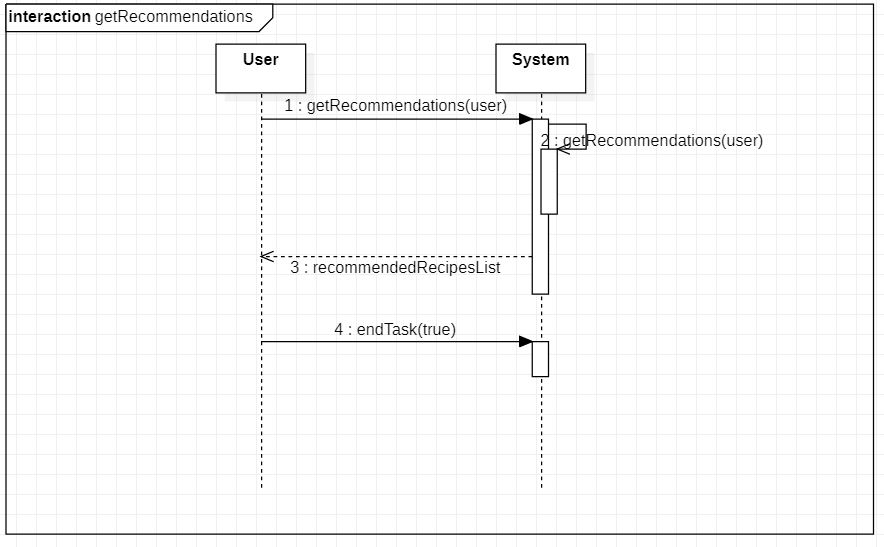 interaction getRecommendations
User
System
1 : getRecommendations(user)
2 : getRecommendations(user)
3 : recommendedRecipesList
4 : endTask(true)